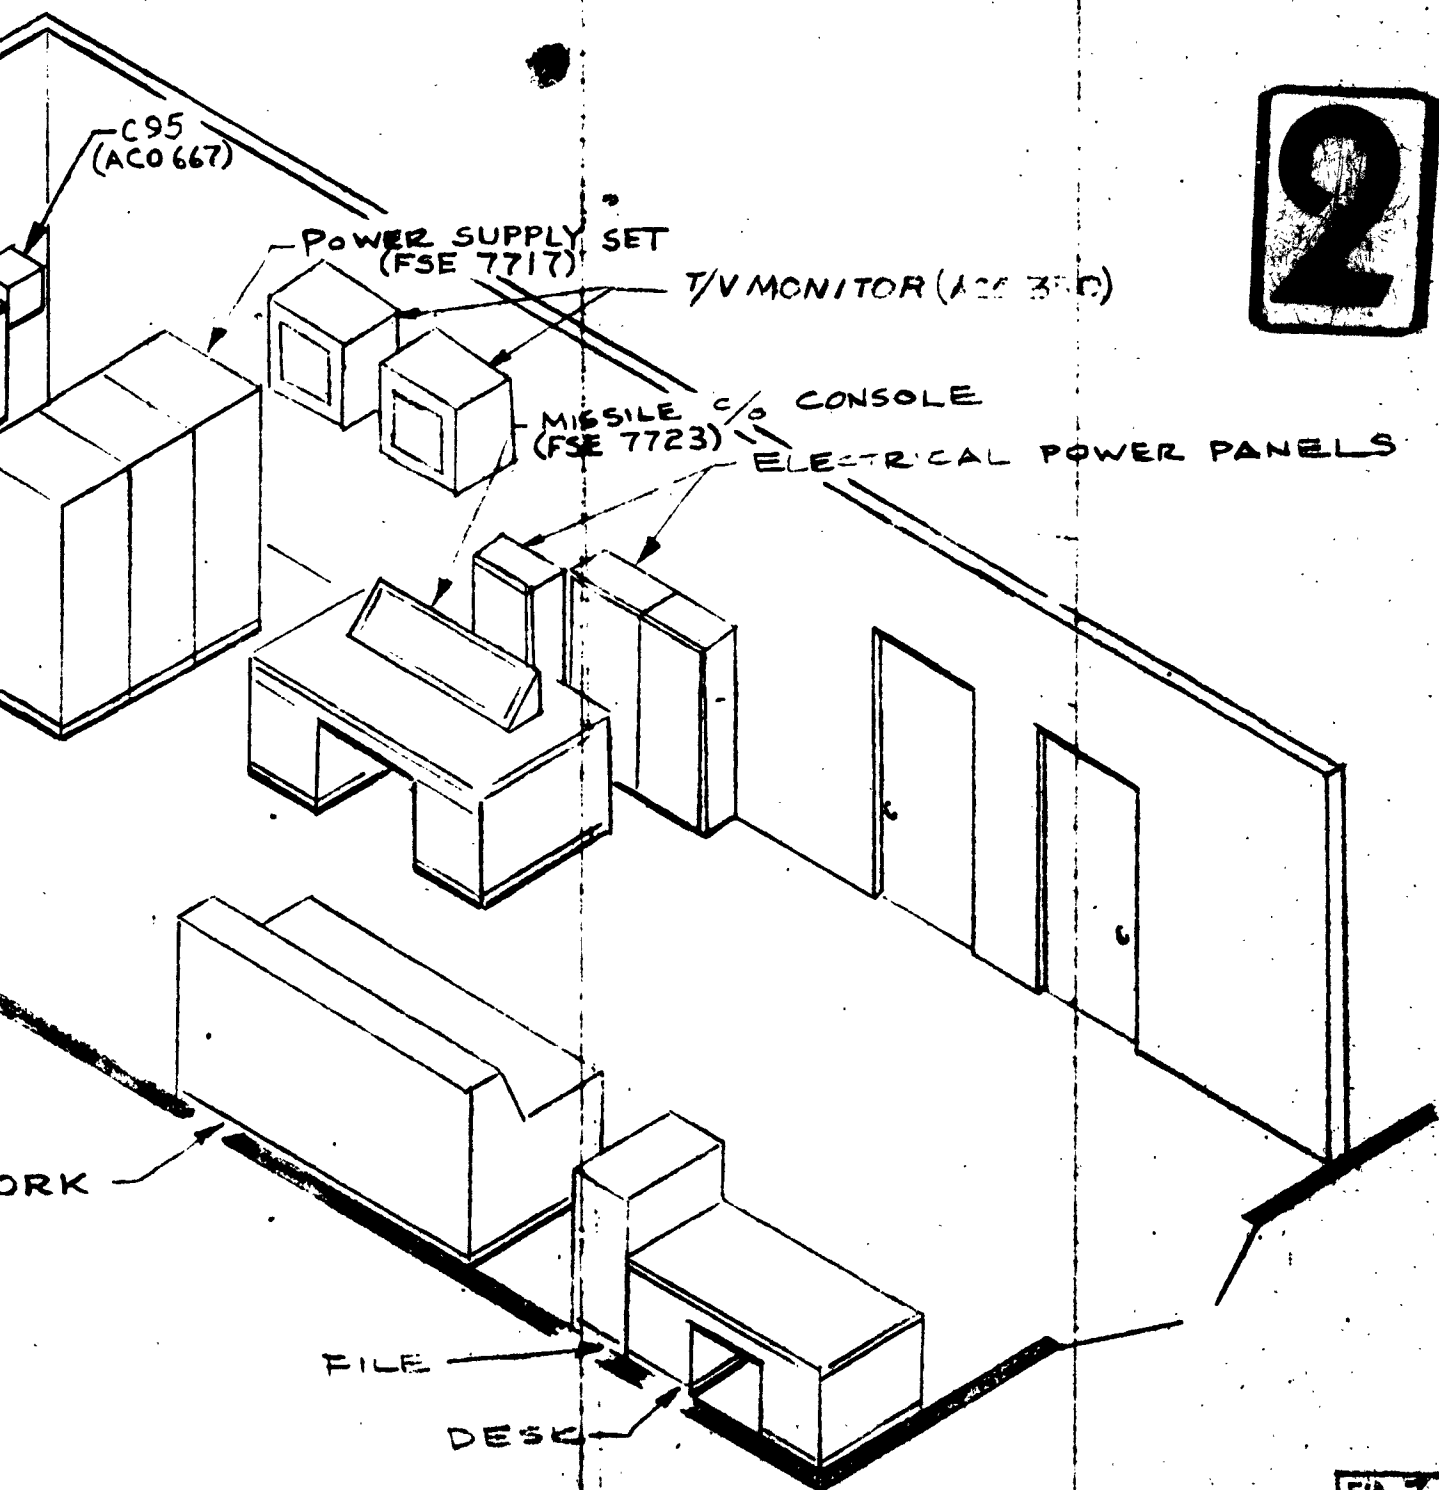 2
C95
(ACO 667)
POWER SUPPLY SET
(FSE 7717)
T/V MONITOR
MISSILE C/O CONSOLE
(FSE 7723)
ELECTRICAL POWER PANELS
ORK
FILE
DESK